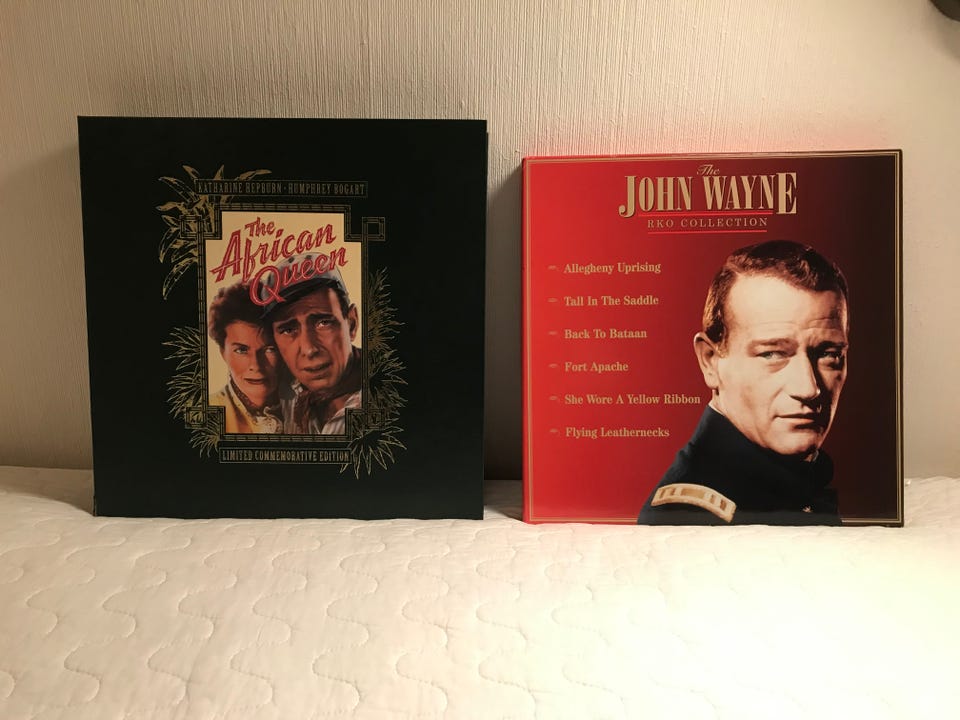 KATHARINE HEPBURN · HUMPHREY BOGART
The
African
Queen
LIMITED COMMEMORATIVE EDITION
The
JOHN WAYNE
RKO COLLECTION
Allegheny Uprising
Tall In The Saddle
Back To Bataan
Fort Apache
She Wore A Yellow Ribbon
Flying Leathernecks